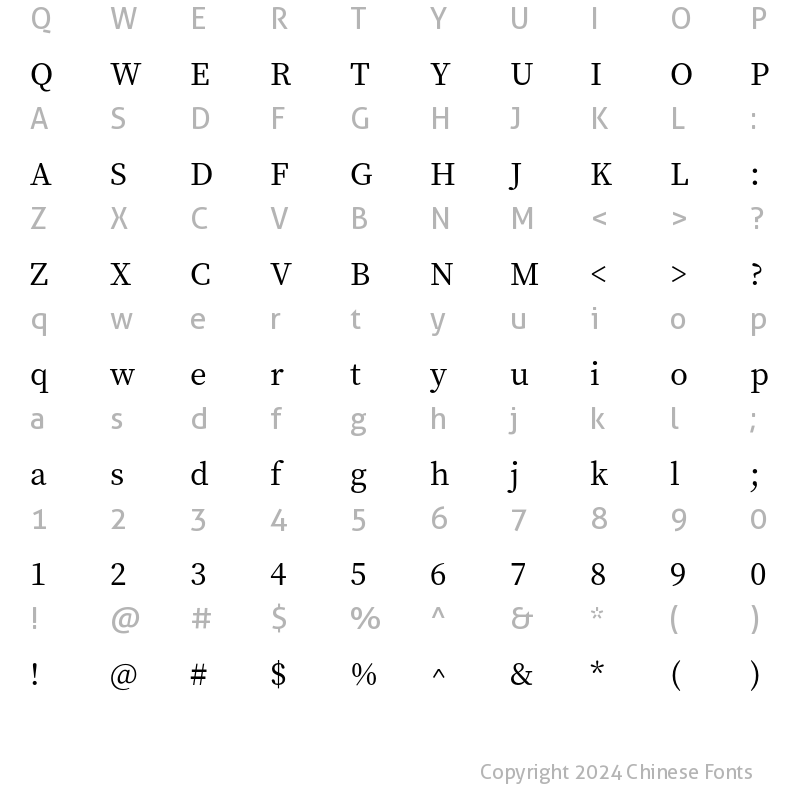 Q W E R T Y U I O P
Q W E R T Y U I O P
A S D F G H J K L :
A S D F G H J K L :
Z X C V B N M < > ?
Z X C V B N M < > ?
q w e r t y u i o p
q w e r t y u i o p
a s d f g h j k l ;
a s d f g h j k l ;
1 2 3 4 5 6 7 8 9 0
1 2 3 4 5 6 7 8 9 0
! @ # $ % ^ & * ( )
! @ # $ % ^ & * ( )
Copyright 2024 Chinese Fonts